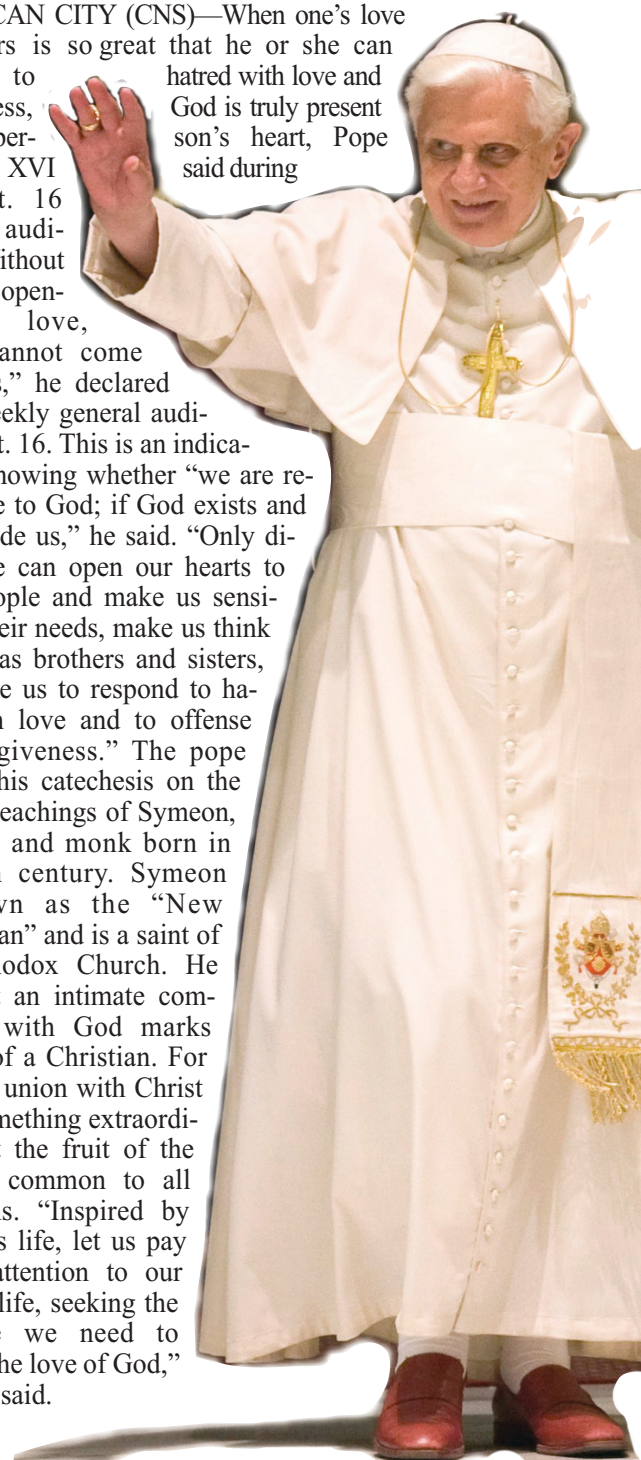 CAN CITY (CNS)—When one’s love
rs is so great that he or she can
to hatred with love and
ess, God is truly present
per- son’s heart, Pope
XVI said during
t. 16
audi-
ithout
open-
love,
annot come
s,” he declared
eekly general audi-
t. 16. This is an indica-
nowing whether “we are re-
e to God; if God exists and
de us,” he said. “Only di-
e can open our hearts to
ople and make us sensi-
eir needs, make us think
as brothers and sisters,
e us to respond to ha-
n love and to offense
giveness.” The pope
his catechesis on the
eachings of Symeon,
and monk born in
h century. Symeon
wn as the “New
an” and is a saint of
hodox Church. He
t an intimate com-
with God marks
of a Christian. For
union with Christ
mething extraordi-
t the fruit of the
common to all
ns. “Inspired by
s life, let us pay
attention to our
life, seeking the
e we need to
he love of God,”
said.